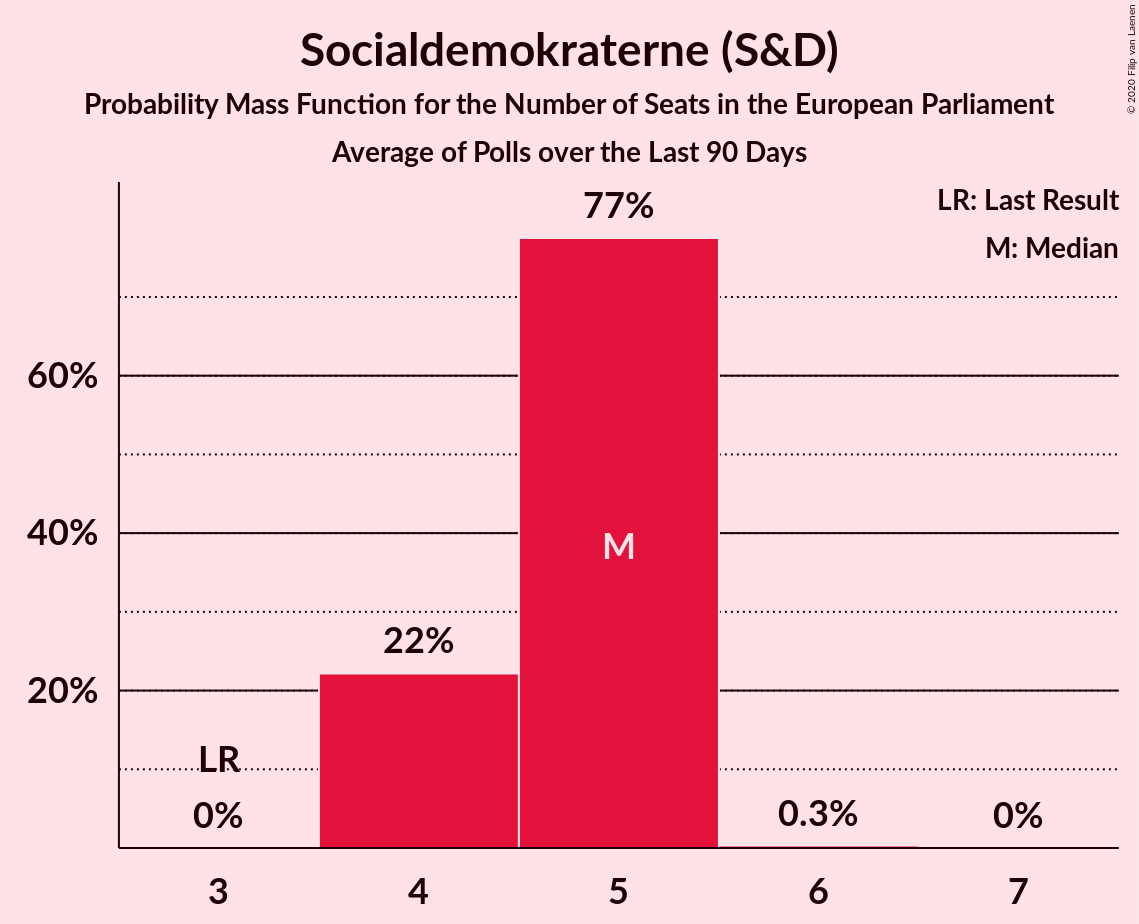 Socialdemokraterne (S&D)
Probability Mass Function for the Number of Seats in the European Parliament
Average of Polls over the Last 90 Days
© 2020 Filip van Laenen
LR: Last Result
M: Median
77%
60%
40%
M
22%
20%
LR
0%
0.3%
0%
3 4 5 6 7